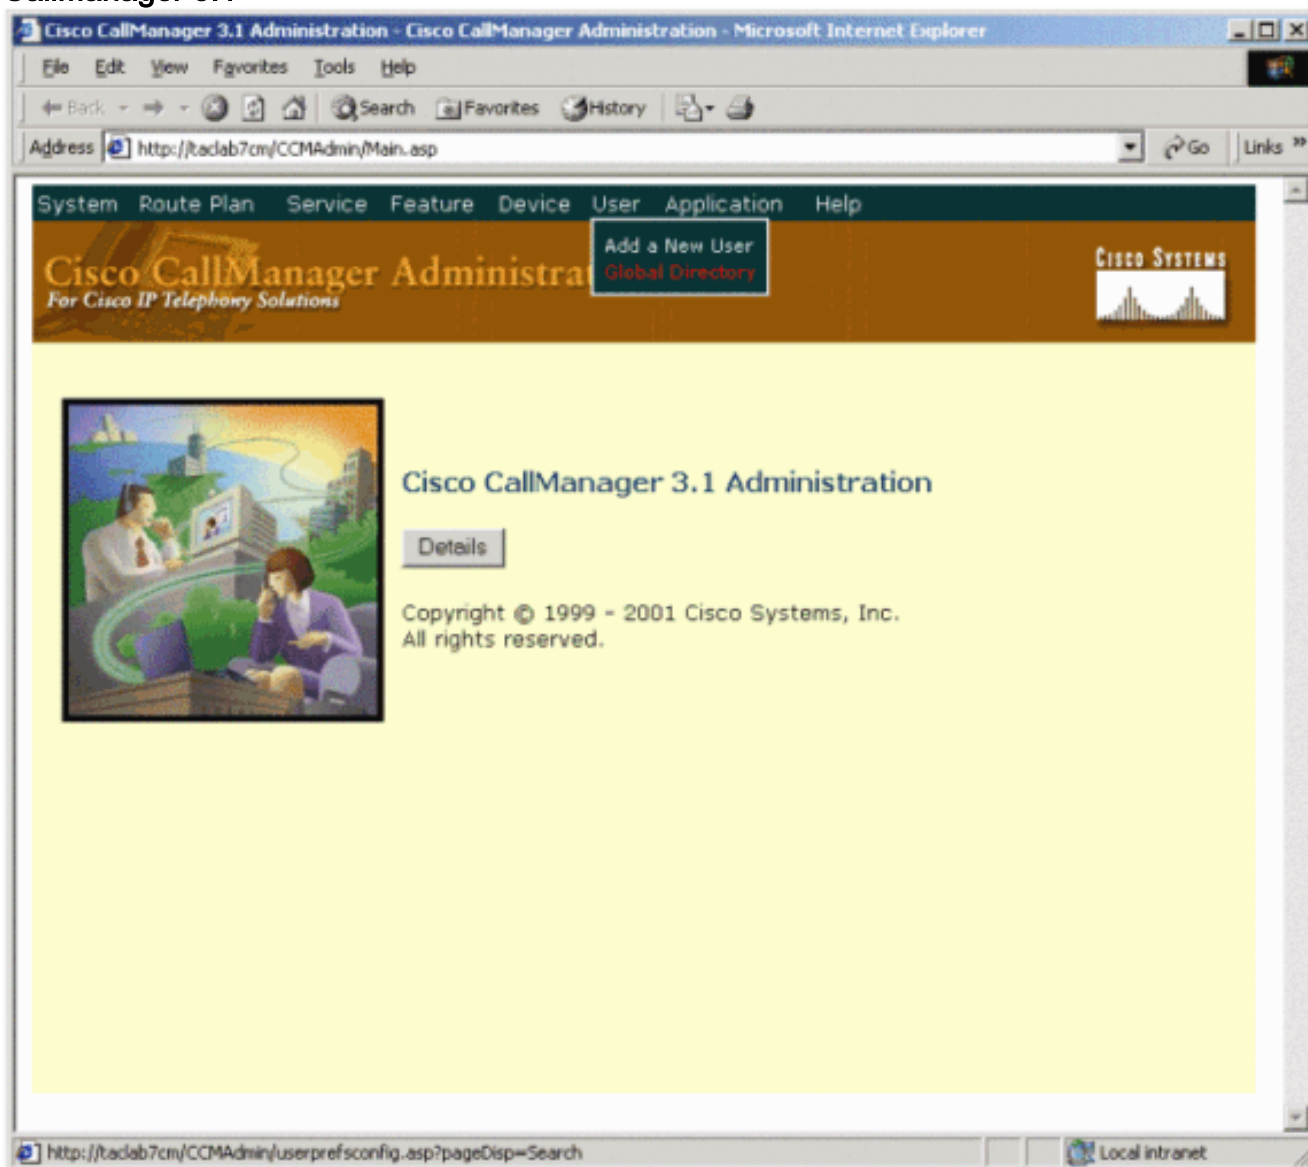 Cisco CallManager 3.1 Administration - Cisco CallManager Administration - Microsoft Internet Explorer
File Edit View Favorites Tools Help
Back Search Favorites History
Address http://taclab7cm/CCMAdmin/Main.asp Go Links »
System Route Plan Service Feature Device User Application Help
Add a New User
Global Directory
Cisco CallManager Administrat
For Cisco IP Telephony Solutions
CISCO SYSTEMS
Cisco CallManager 3.1 Administration
Details
Copyright © 1999 - 2001 Cisco Systems, Inc.
All rights reserved.
http://taclab7cm/CCMAdmin/userprefsconfig.asp?pageDisp=Search Local intranet